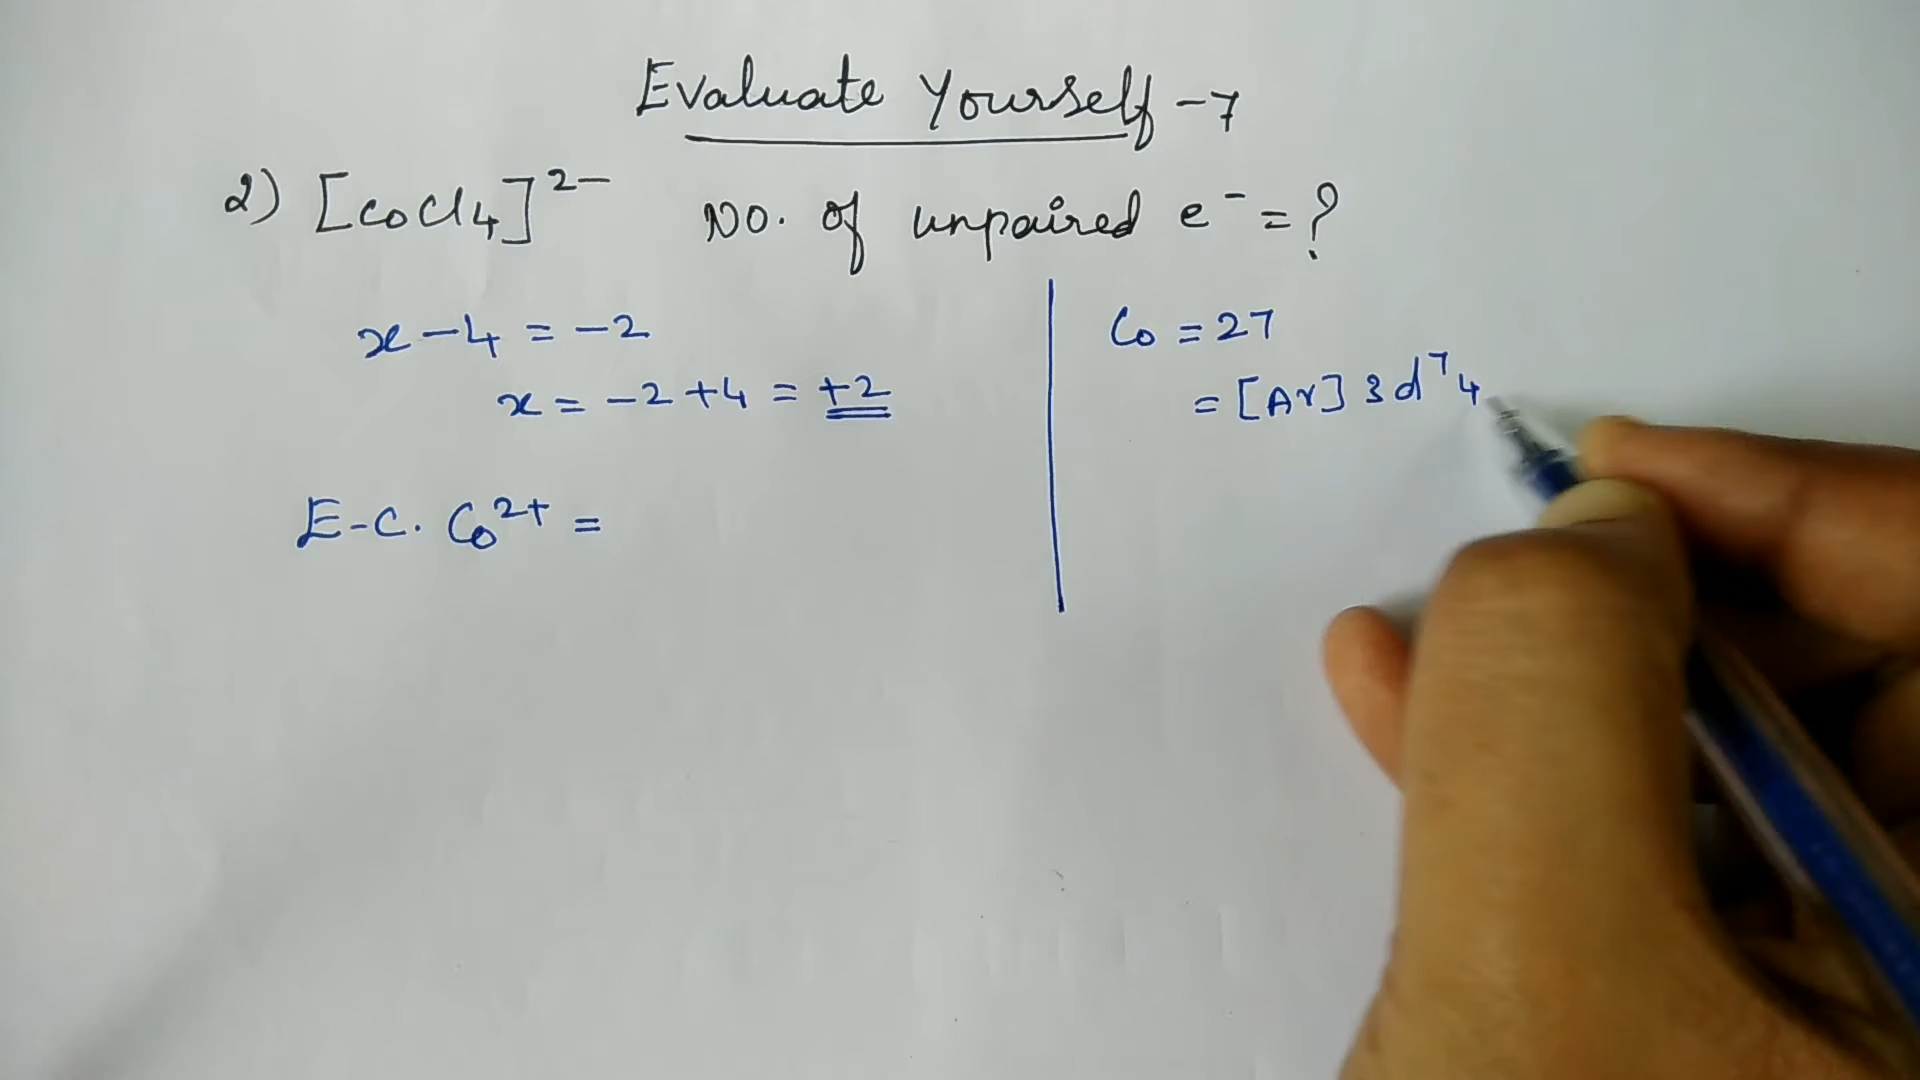 Evaluate Yourself -7
2) [CoCl4]²⁻ No. of unpaired e⁻ = ?
x - 4 = -2
x = -2 + 4 = +2
E.C. Co²⁺ =
Co = 27
= [Ar] 3d⁷ 4